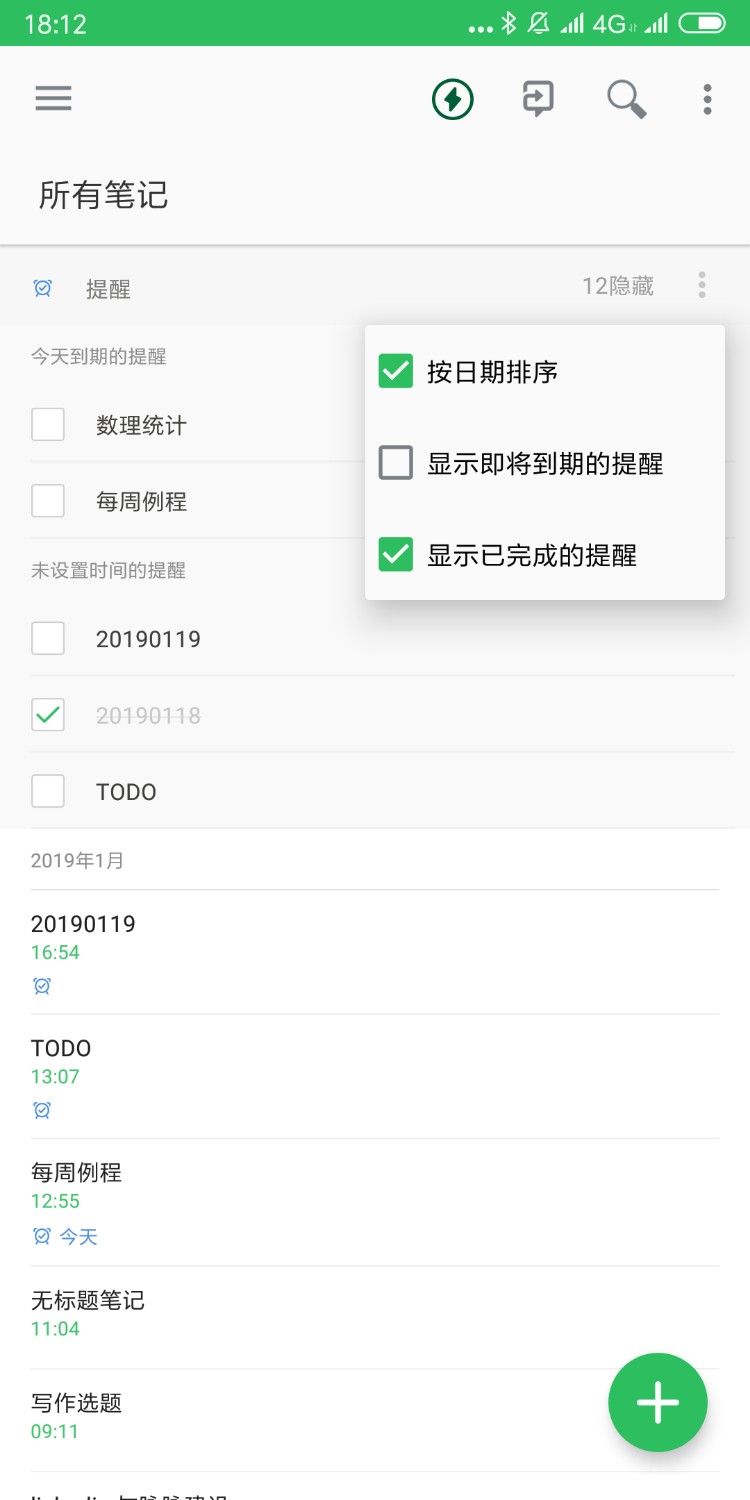 18:12
4G
所有笔记
提醒
12隐藏
今天到期的提醒
按日期排序
数理统计
显示即将到期的提醒
每周例程
显示已完成的提醒
未设置时间的提醒
20190119
20190118
TODO
2019年1月
20190119
16:54
TODO
13:07
每周例程
12:55
今天
无标题笔记
11:04
写作选题
09:11